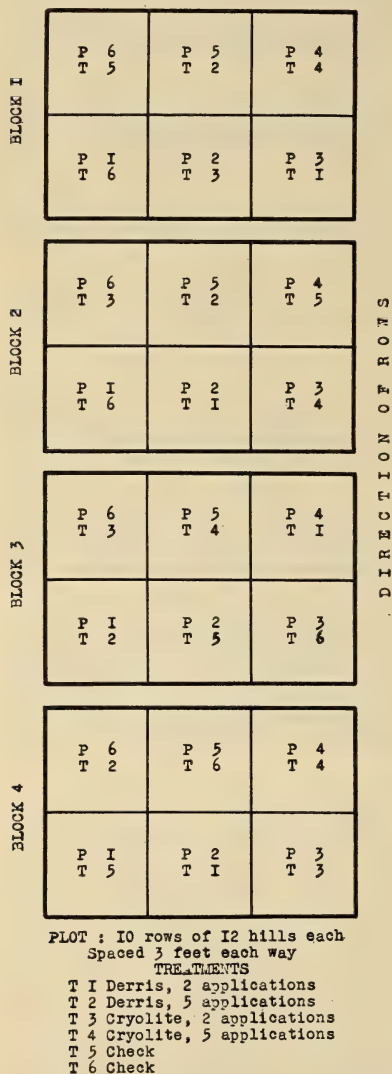 BLOCK I
P 6 P 5 P 4
T 5 T 2 T 4
P I P 2 P 3
T 6 T 3 T I
BLOCK 2
P 6 P 5 P 4
T 3 T 2 T 5
P I P 2 P 3
T 6 T I T 4
BLOCK 3
P 6 P 5 P 4
T 3 T 4 T I
P I P 2 P 3
T 2 T 5 T 6
BLOCK 4
P 6 P 5 P 4
T 2 T 6 T 4
P I P 2 P 3
T 5 T I T 3
DIRECTION OF ROWS
PLOT : IO rows of I2 hills each
Spaced 3 feet each way
TREATMENTS
T I Derris, 2 applications
T 2 Derris, 5 applications
T 3 Cryolite, 2 applications
T 4 Cryolite, 5 applications
T 5 Check
T 6 Check